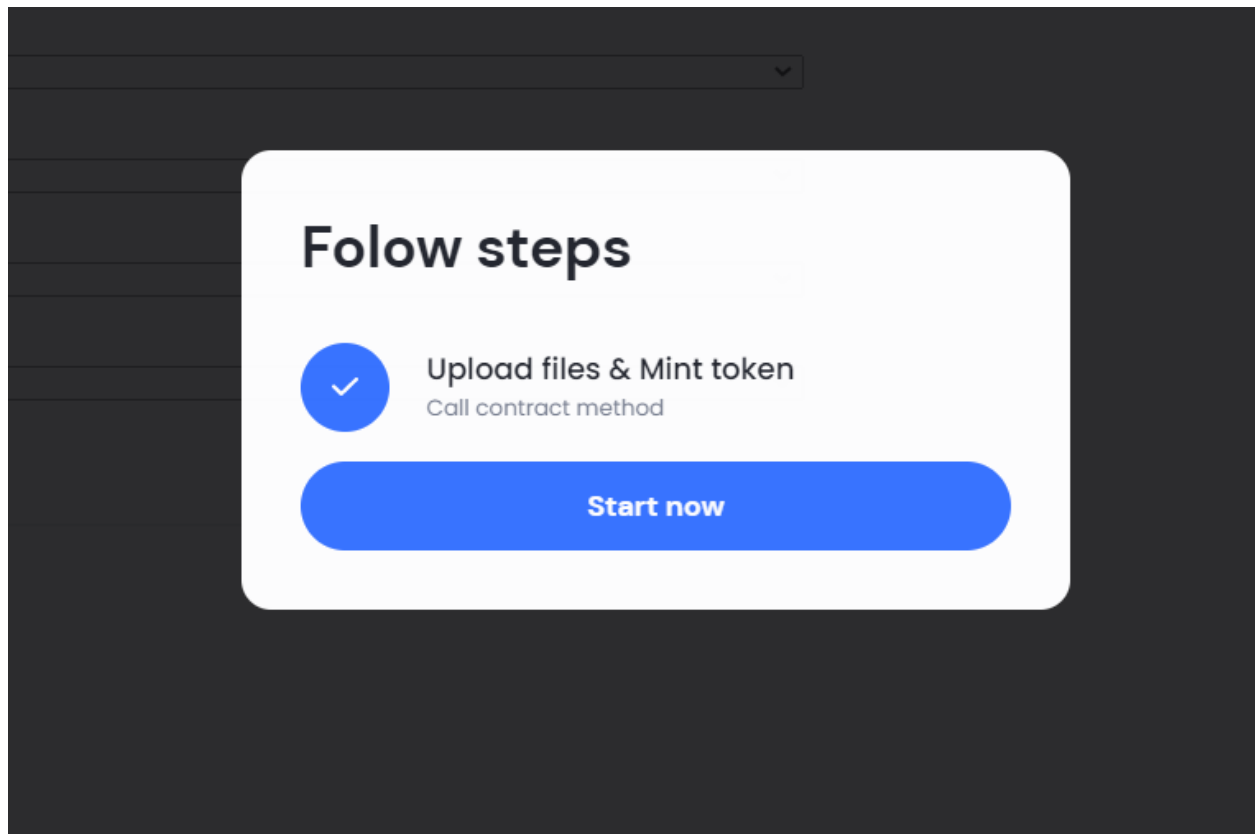 Folow steps
Upload files & Mint token
Call contract method
Start now